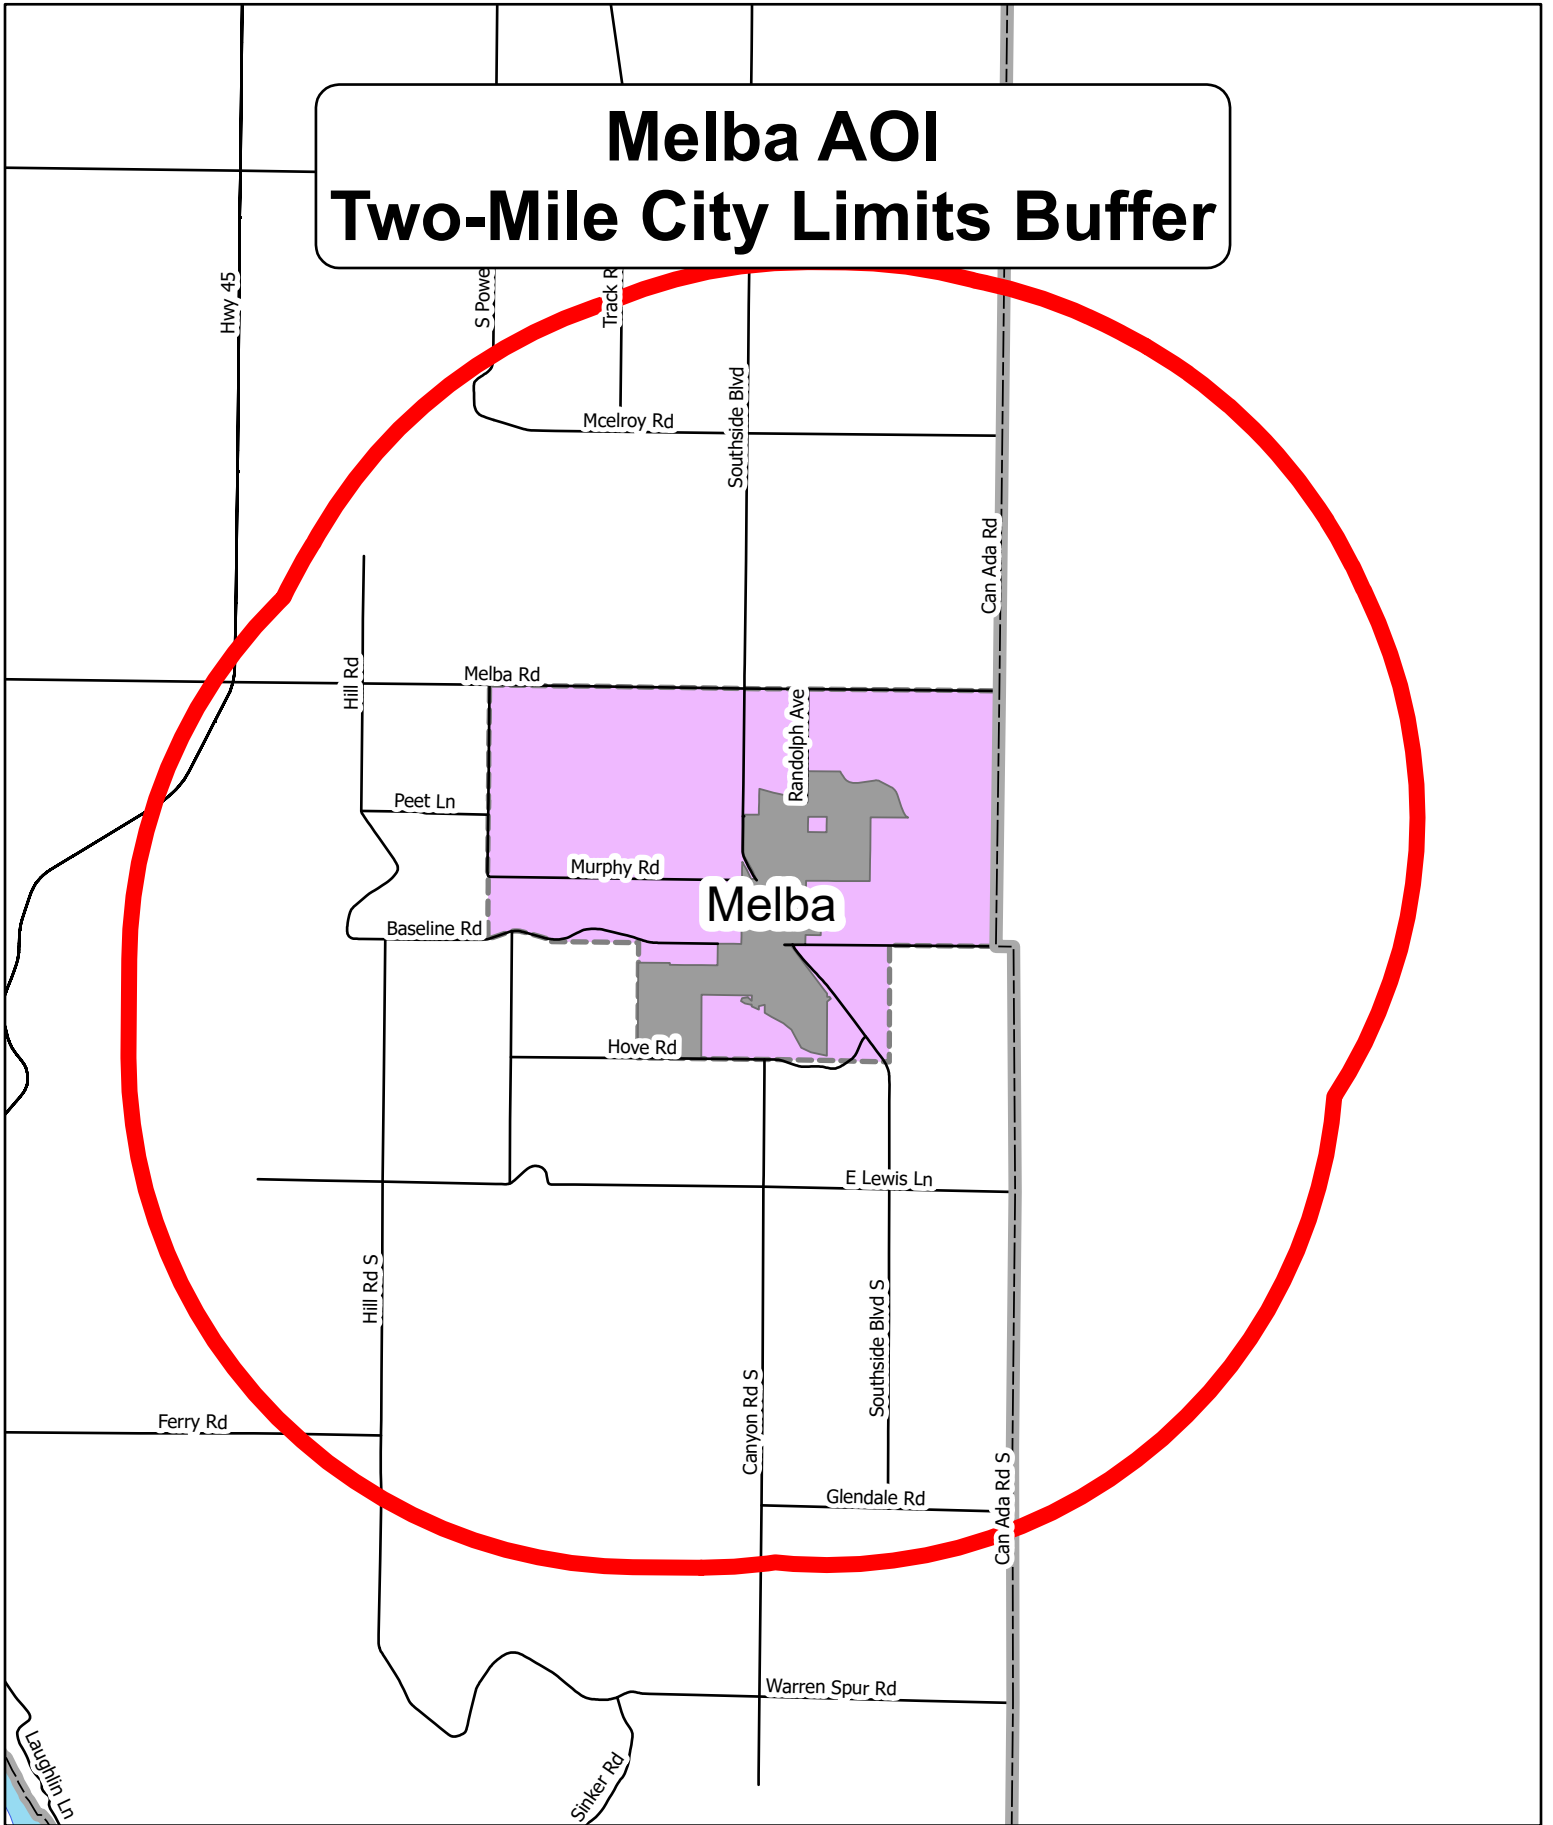 Melba AOI
Two-Mile City Limits Buffer
Hwy 45
S Powe
Track R
Southside Blvd
Mcelroy Rd
Can Ada Rd
Hill Rd
Melba Rd
Randolph Ave
Peet Ln
Murphy Rd
Melba
Baseline Rd
Hove Rd
E Lewis Ln
Hill Rd S
Southside Blvd S
Canyon Rd S
Ferry Rd
Glendale Rd
Can Ada Rd S
Warren Spur Rd
Laughlin Ln
Sinker Rd